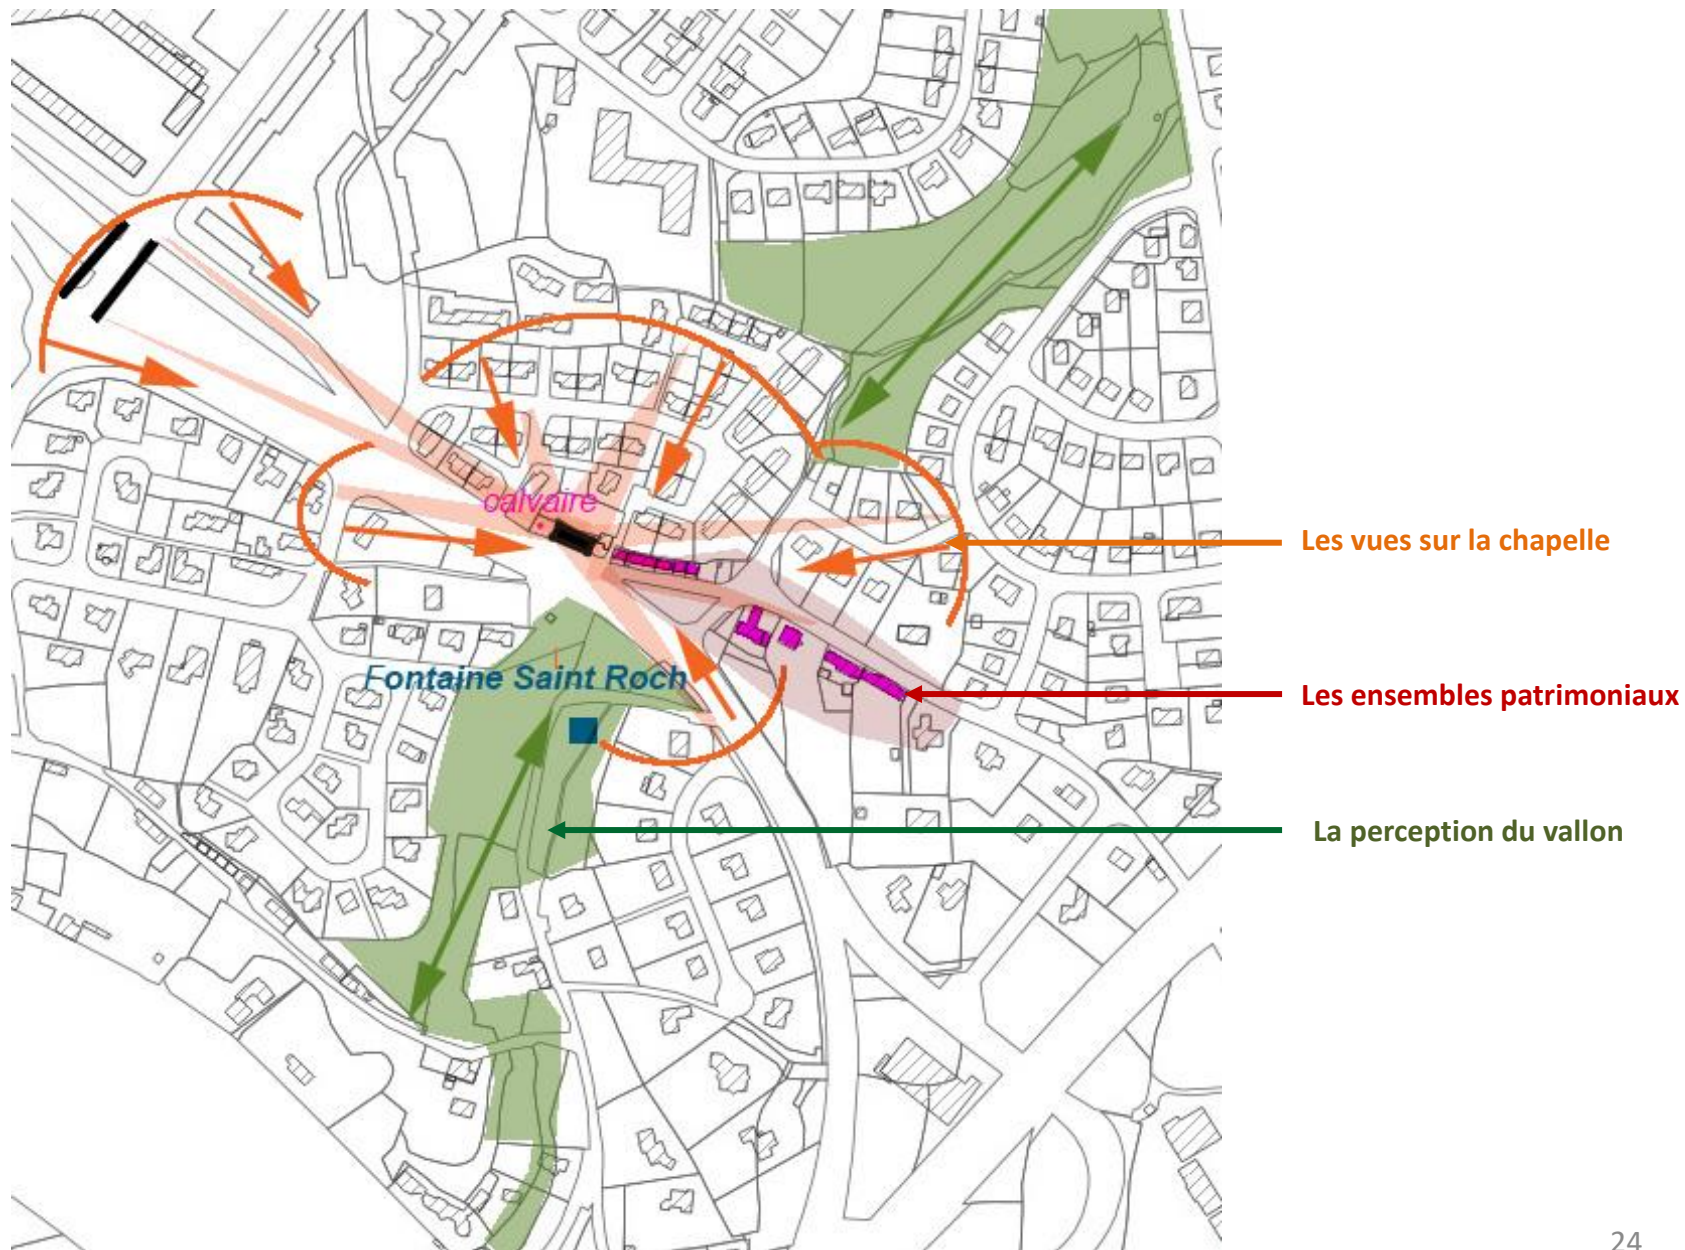 calvaire
Les vues sur la chapelle
Fontaine Saint Roch
Les ensembles patrimoniaux
La perception du vallon
24